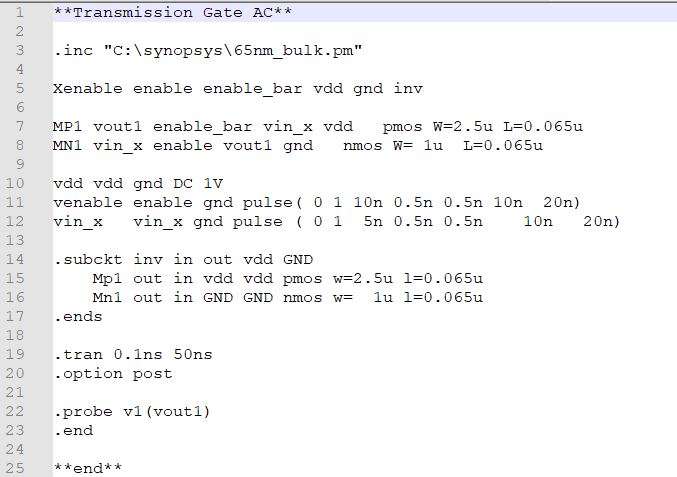 1 **Transmission Gate AC**
2
3 .inc "C:\synopsys\65nm_bulk.pm"
4
5 Xenable enable enable_bar vdd gnd inv
6
7 MP1 vout1 enable_bar vin_x vdd   pmos W=2.5u L=0.065u
8 MN1 vin_x enable vout1 gnd   nmos W= 1u  L=0.065u
9
10 vdd vdd gnd DC 1V
11 venable enable gnd pulse( 0 1 10n 0.5n 0.5n 10n  20n)
12 vin_x   vin_x gnd pulse ( 0 1  5n 0.5n 0.5n    10n   20n)
13
14 .subckt inv in out vdd GND
15     Mp1 out in vdd vdd pmos w=2.5u l=0.065u
16     Mn1 out in GND GND nmos w=  1u l=0.065u
17 .ends
18
19 .tran 0.1ns 50ns
20 .option post
21
22 .probe v1(vout1)
23 .end
24
25 **end**